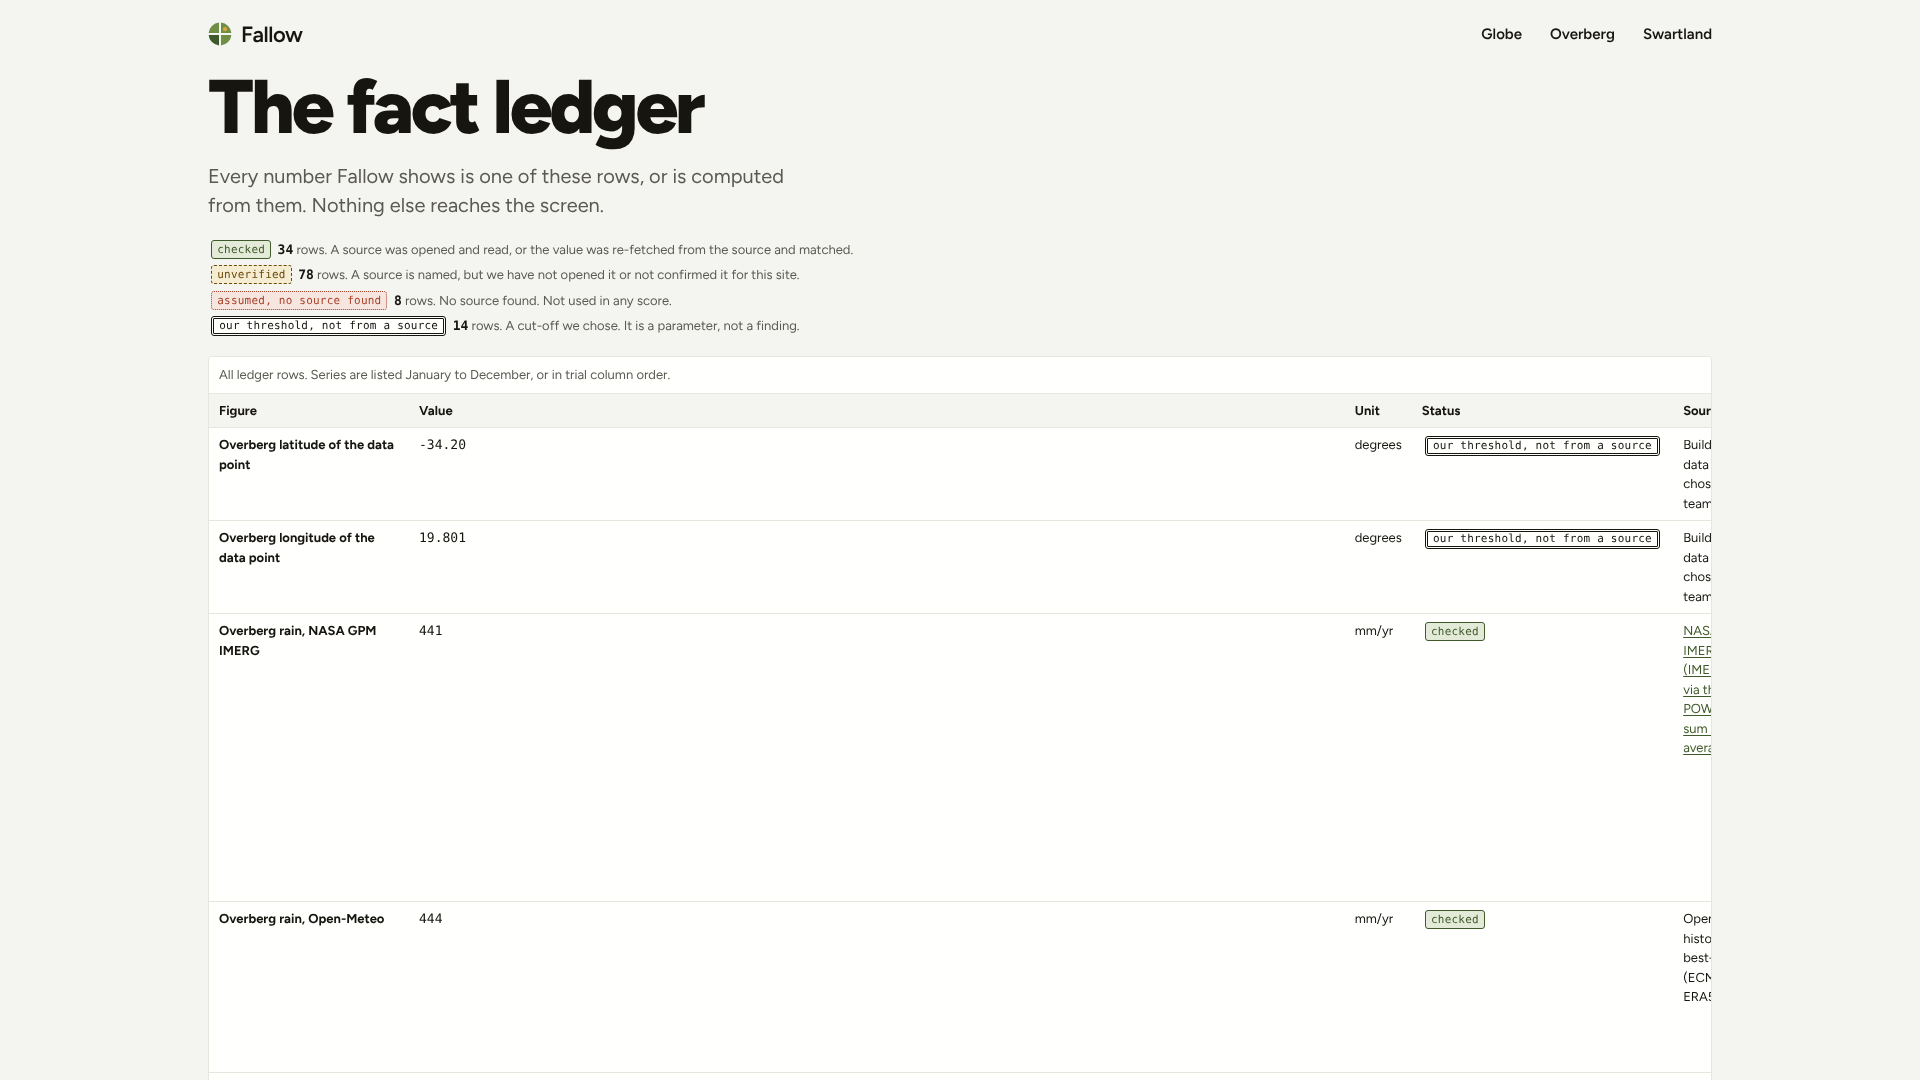 Fallow
Globe Overberg Swartland
The fact ledger
Every number Fallow shows is one of these rows, or is computed
from them. Nothing else reaches the screen.
checked 34 rows. A source was opened and read, or the value was re-fetched from the source and matched.
unverified 78 rows. A source is named, but we have not opened it or not confirmed it for this site.
assumed, no source found 8 rows. No source found. Not used in any score.
our threshold, not from a source 14 rows. A cut-off we chose. It is a parameter, not a finding.
All ledger rows. Series are listed January to December, or in trial column order.
Figure Value Unit Status
Overberg latitude of the data -34.20 degrees our threshold, not from a source Build
point
data
team
Overberg longitude of the 19.801 degrees our threshold, not from a source Build
data point
data
team
Overberg rain, NASA GPM 441 mm/yr checked
IMERG
sum
Overberg rain, Open-Meteo 444 mm/yr checked